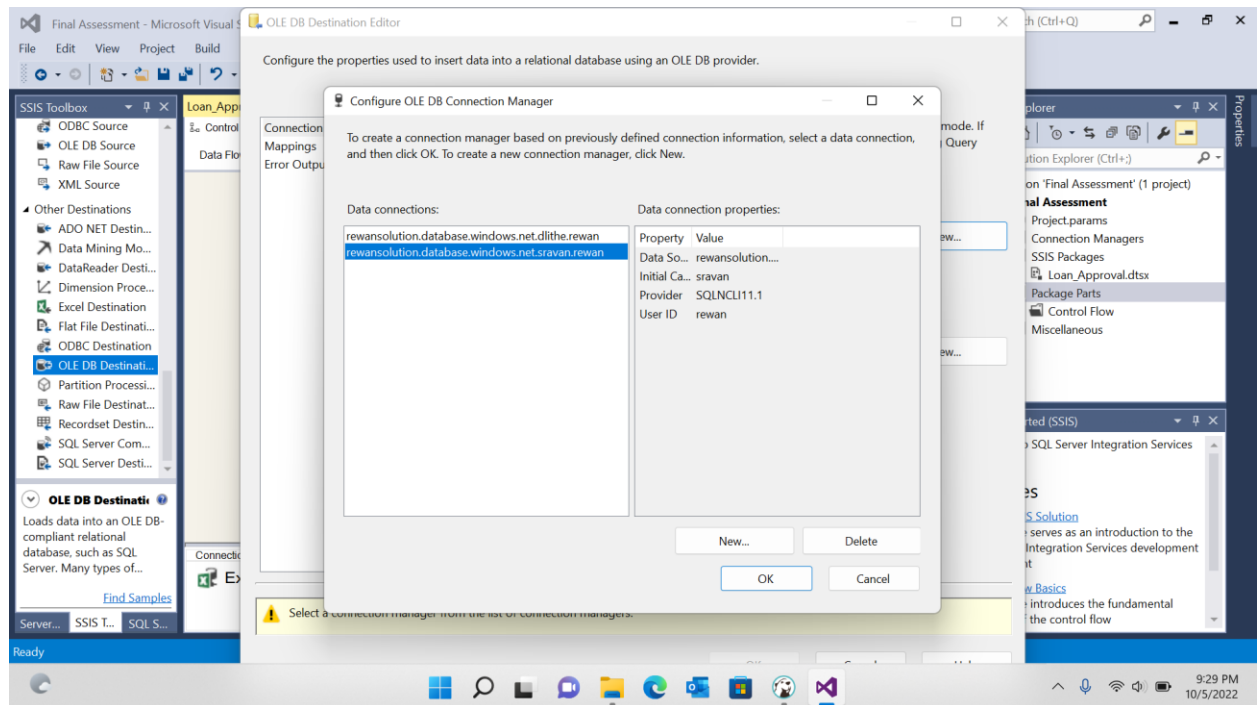 Final Assessment - Microsoft Visual S
File Edit View Project Build
SSIS Toolbox
ODBC Source
OLE DB Source
Raw File Source
XML Source
Other Destinations
ADO NET Destin...
Data Mining Mo...
DataReader Desti...
Dimension Proce...
Excel Destination
Flat File Destinati...
ODBC Destination
OLE DB Destinati...
Partition Processi...
Raw File Destinat...
Recordset Destin...
SQL Server Com...
SQL Server Desti...
OLE DB Destinatic
Loads data into an OLE DB-
compliant relational
database, such as SQL
Server. Many types of...
Find Samples
Server... SSIS T... SQL S...
Ready
Loan_App
Control
Data Flo
Connectio
Ex
OLE DB Destination Editor
Configure the properties used to insert data into a relational database using an OLE DB provider.
Connection
Mappings
Error Outpu
mode. If
Query
ew...
ew...
Select a connection manager from the list of connection managers.
Configure OLE DB Connection Manager
To create a connection manager based on previously defined connection information, select a data connection,
and then click OK. To create a new connection manager, click New.
Data connections:
rewansolution.database.windows.net.dlithe.rewan
rewansolution.database.windows.net.sravan.rewan
Data connection properties:
Property Value
Data So... rewansolution....
Initial Ca... sravan
Provider SQLNCLI11.1
User ID rewan
New... Delete
OK Cancel
ch (Ctrl+Q)
plorer
ution Explorer (Ctrl+;)
on 'Final Assessment' (1 project)
nal Assessment
Project.params
Connection Managers
SSIS Packages
Loan_Approval.dtsx
Package Parts
Control Flow
Miscellaneous
Properties
rted (SSIS)
SQL Server Integration Services
es
S Solution
serves as an introduction to the
Integration Services development
nt
w Basics
introduces the fundamental
the control flow
9:29 PM
10/5/2022